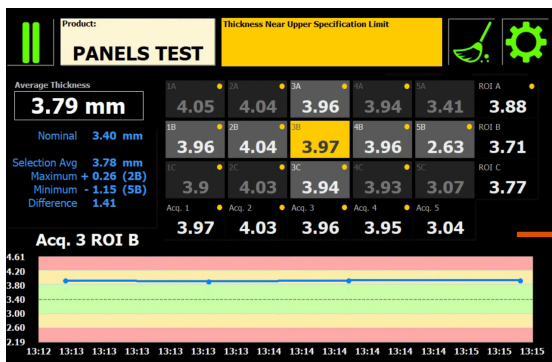 Product:
PANELS TEST
Thickness Near
Upper Specification
Limit
Average Thickness
3.79 mm
Nominal 3.40 mm
Selection Avg 3.78 mm
Maximum + 0.26 (2B)
Minimum - 1.15 (5B)
Difference 1.41
1A 2A 3A 4A 5A ROI A
4.05 4.04 3.96 3.94 3.41 3.88
1B 2B 3B 4B 5B ROI B
3.96 4.04 3.97 3.96 2.63 3.71
1C 2C 3C 4C 5C ROI C
3.9 4.03 3.94 3.93 3.07 3.77
Acq. 1 Acq. 2 Acq. 3 Acq. 4 Acq. 5
3.97 4.03 3.96 3.95 3.04
Acq. 3 ROI B
4.61
4.20
3.80
3.40
3.00
2.60
2.19
13:12 13:13 13:13 13:13 13:13 13:13 13:14 13:14 13:14 13:14 13:14 13:14 13:15 13:15 13:15